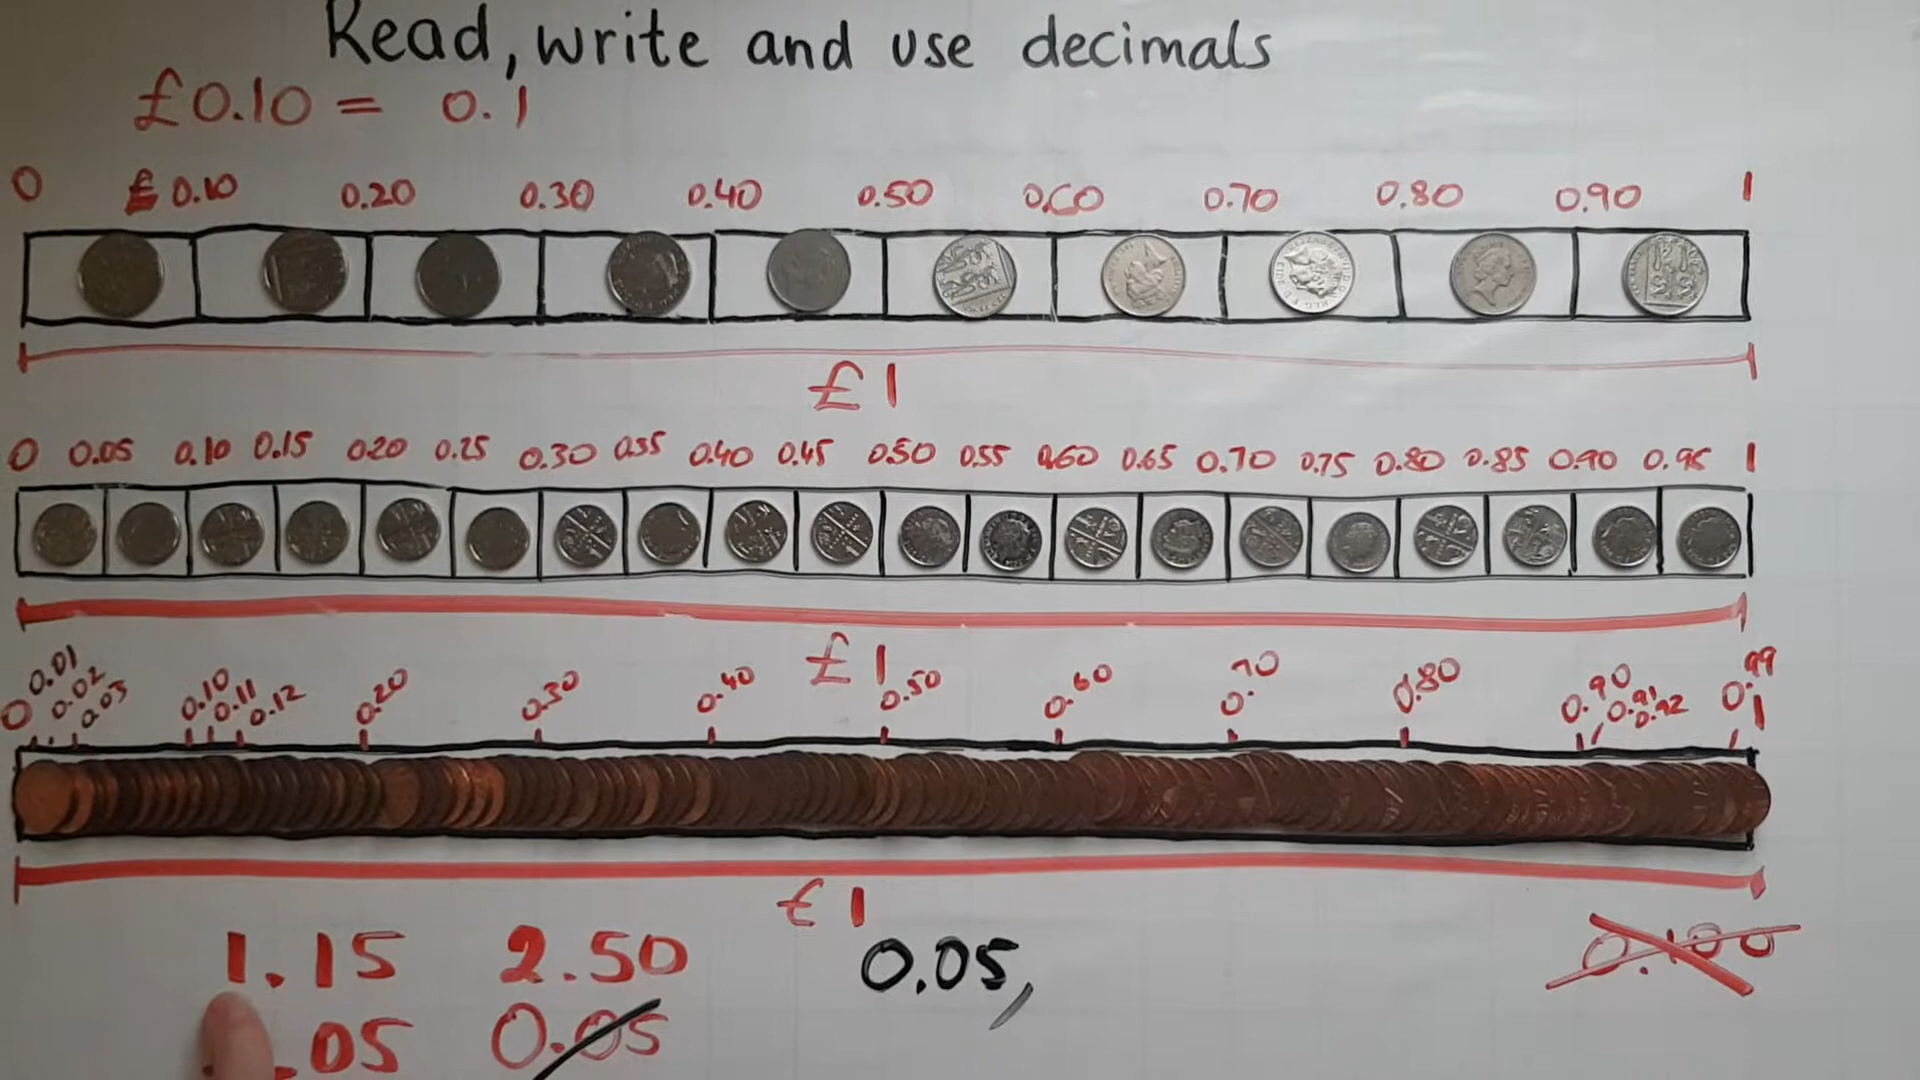 Read, write and use decimals
£0.10 = 0.1
0 £0.10 0.20 0.30 0.40 0.50 0.60 0.70 0.80 0.90 1
£1
0 0.05 0.10 0.15 0.20 0.25 0.30 0.35 0.40 0.45 0.50 0.55 0.60 0.65 0.70 0.75 0.80 0.85 0.90 0.95 1
£1
0 0.01 0.02 0.03 0.10 0.11 0.12 0.20 0.30 0.40 0.50 0.60 0.70 0.80 0.90 0.91 0.92 0.99 1
£1
1.15 2.50 0.05, 0.100
.05 0.05